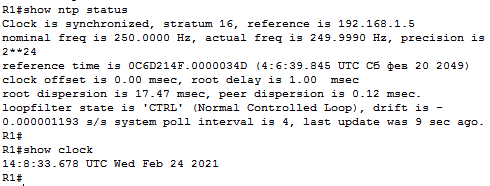 R1#show ntp status
Clock is synchronized, stratum 16, reference is 192.168.1.5
nominal freq is 250.0000 Hz, actual freq is 249.9990 Hz, precision is
2**24
reference time is 0C6D214F.0000034D (4:6:39.845 UTC Сб фев 20 2049)
clock offset is 0.00 msec, root delay is 1.00  msec
root dispersion is 17.47 msec, peer dispersion is 0.12 msec.
loopfilter state is 'CTRL' (Normal Controlled Loop), drift is -
0.000001193 s/s system poll interval is 4, last update was 9 sec ago.
R1#
R1#show clock
14:8:33.678 UTC Wed Feb 24 2021
R1#